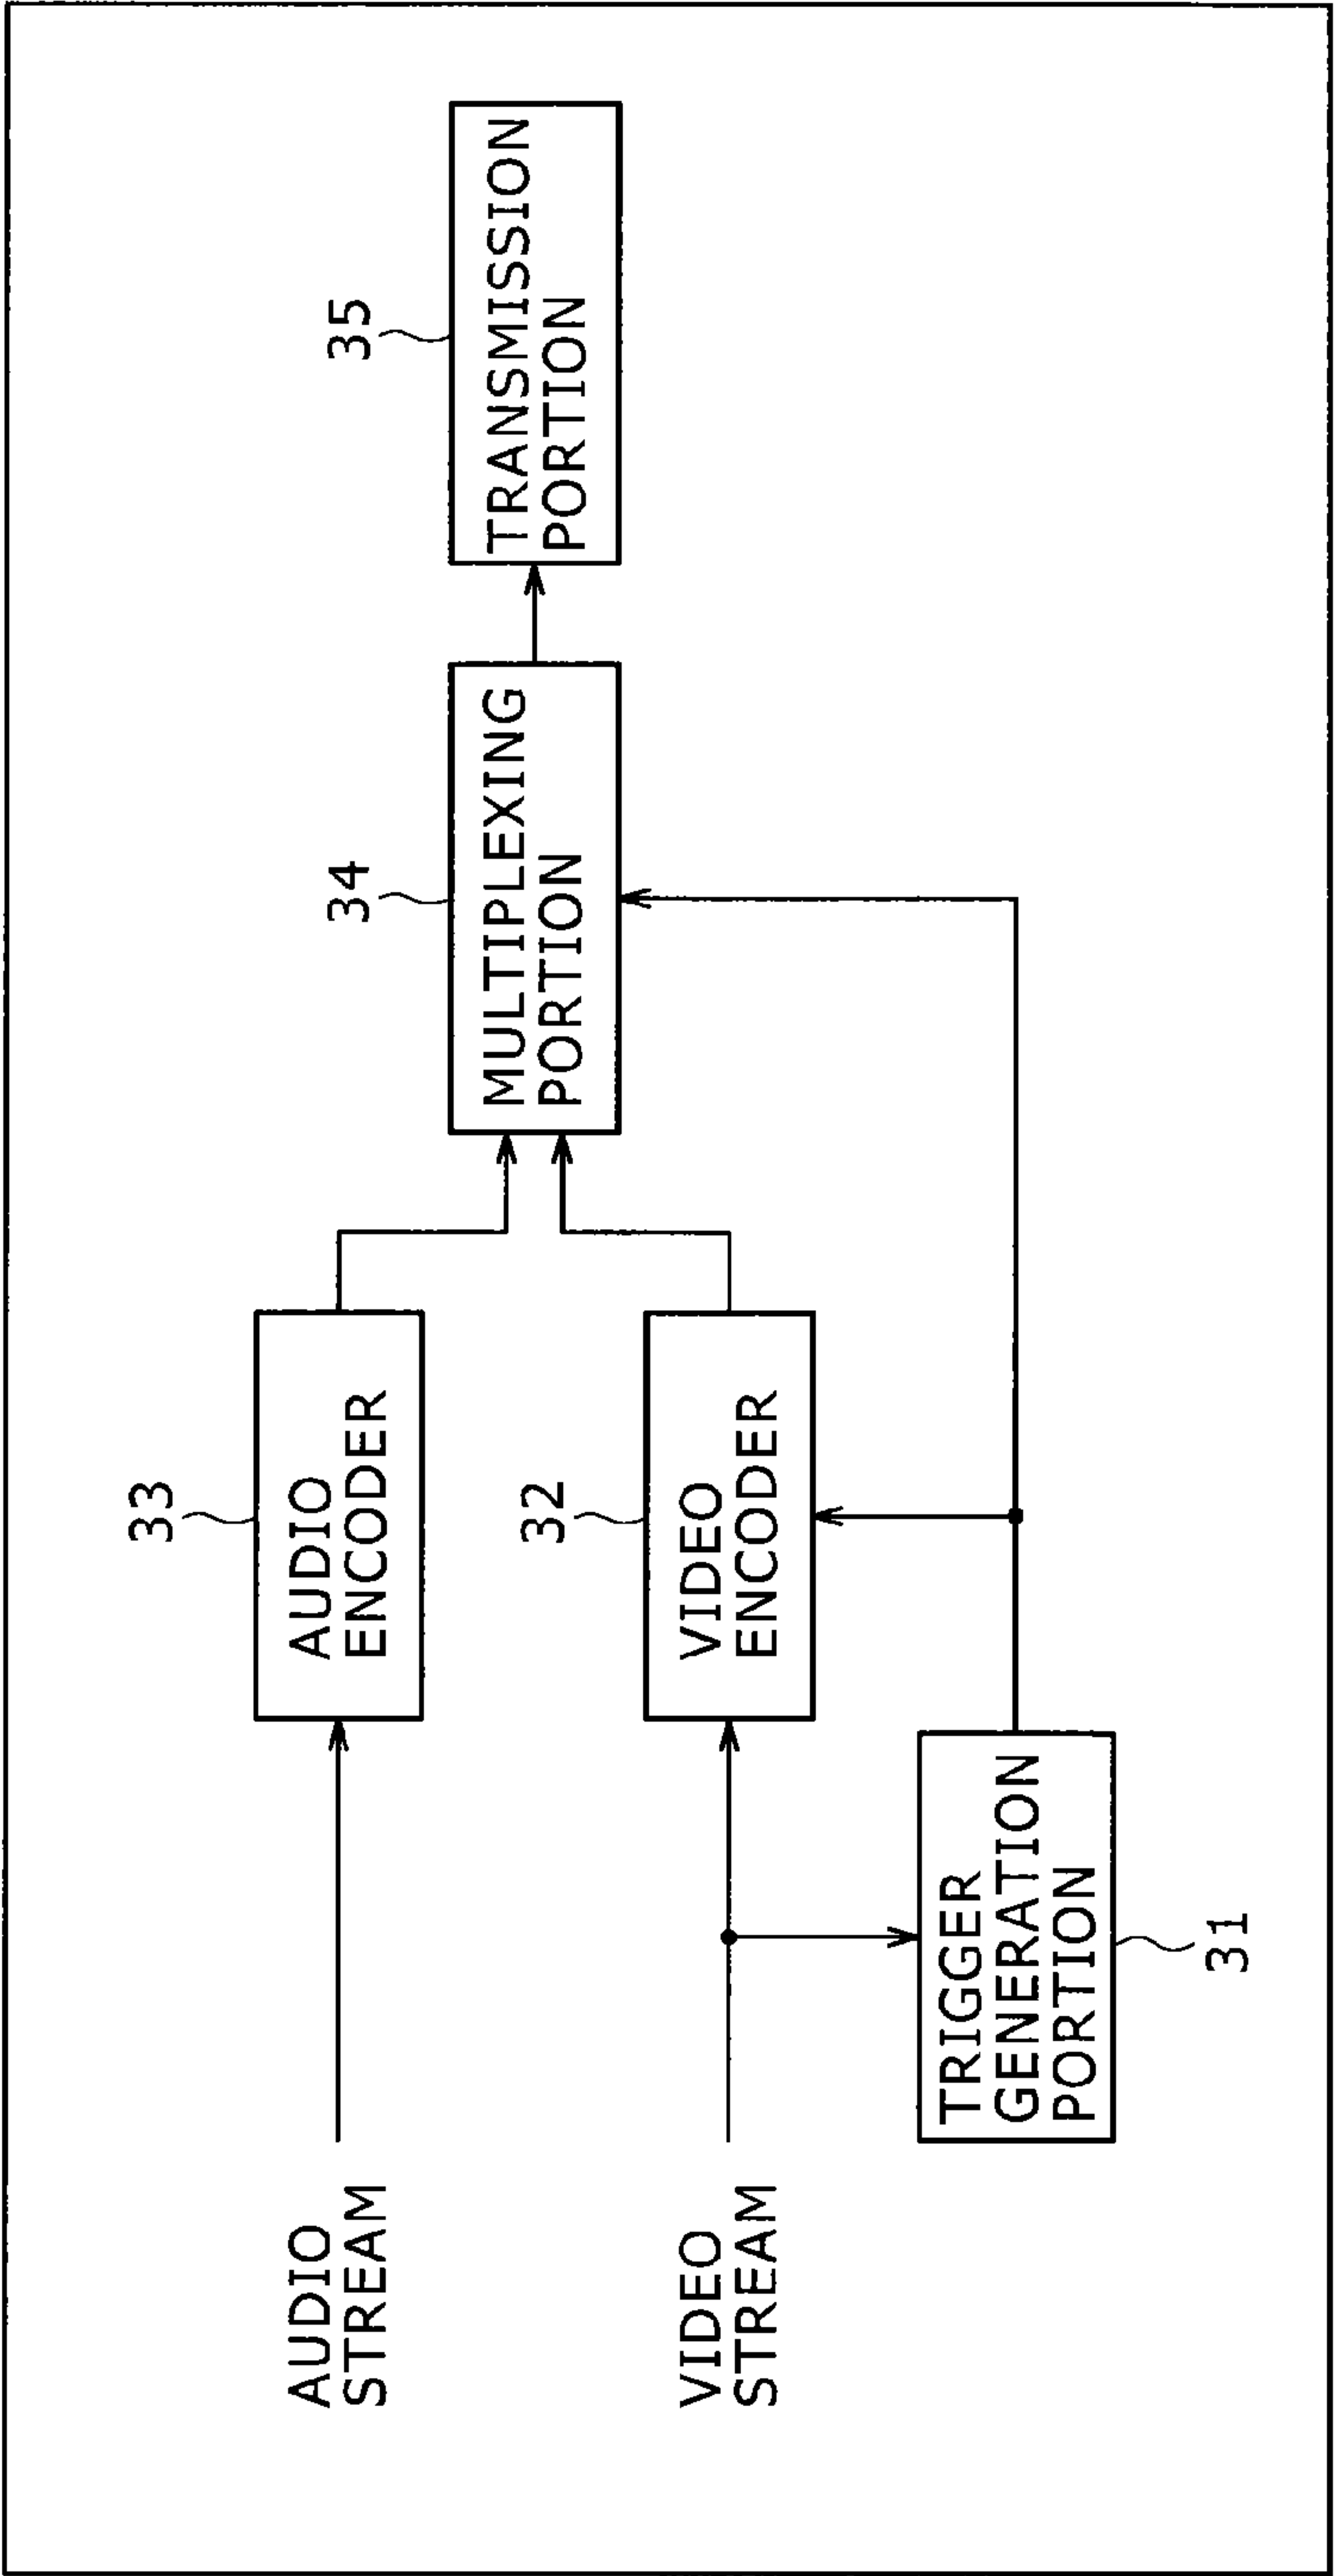 AUDIO
STREAM
33
AUDIO
ENCODER
VIDEO
STREAM
32
VIDEO
ENCODER
TRIGGER
GENERATION
PORTION
31
34
MULTIPLEXING
PORTION
35
TRANSMISSION
PORTION